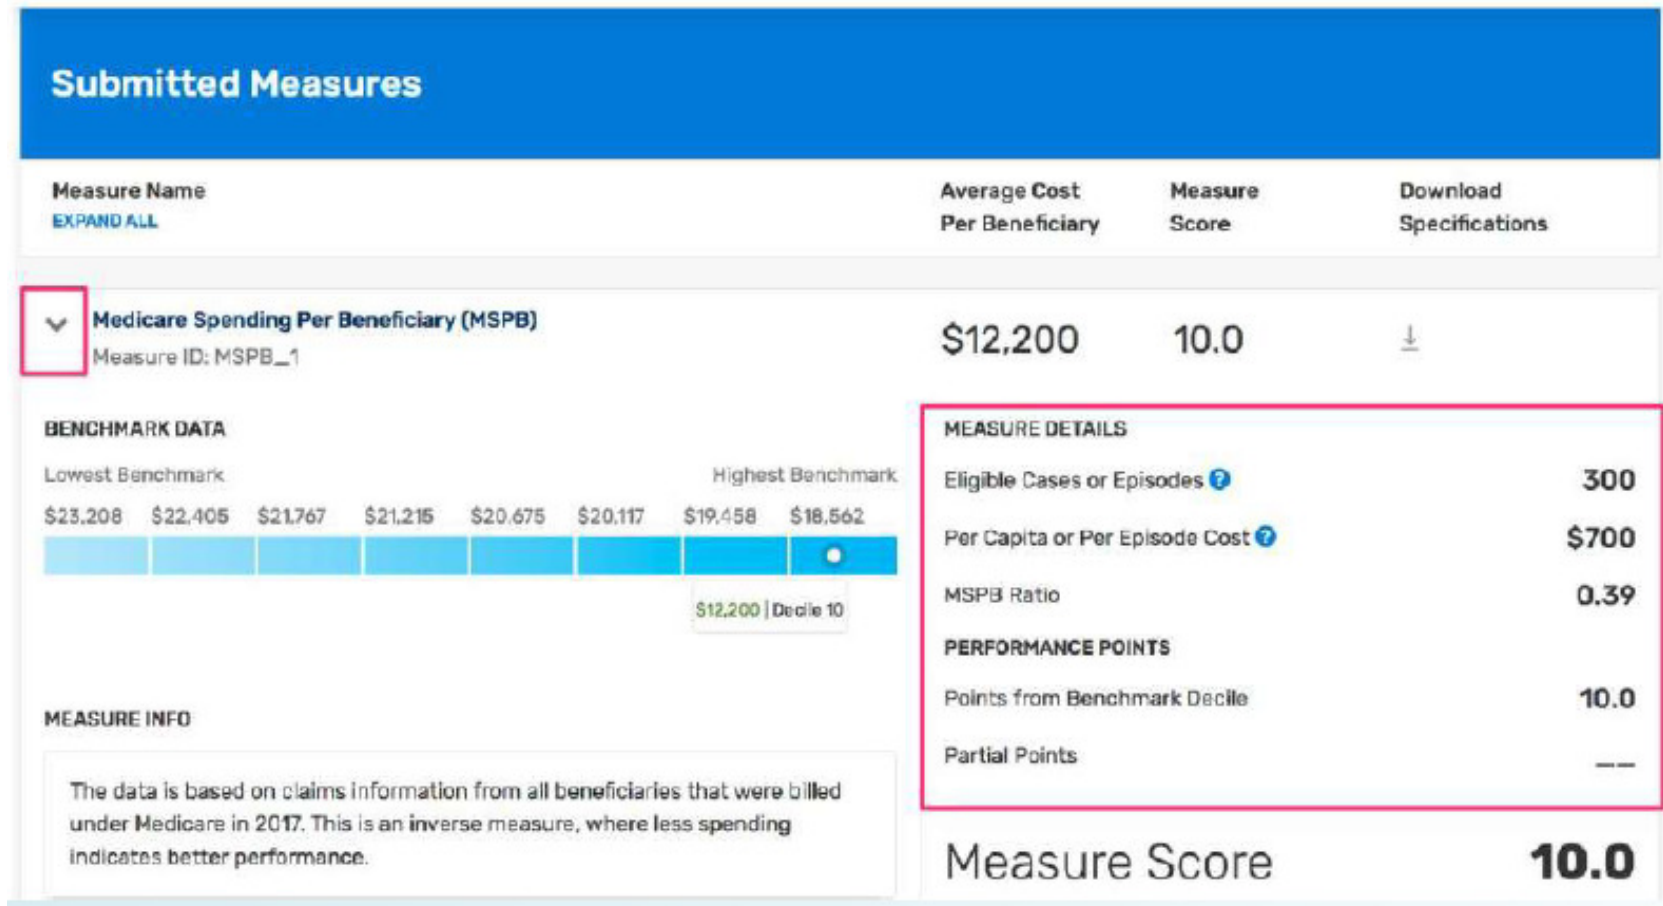 Submitted Measures
Measure Name
EXPAND ALL
Average Cost
Per Beneficiary
Measure
Score
Download
Specifications
Medicare Spending Per Beneficiary (MSPB)
Measure ID: MSPB_1
$12,200
10.0
BENCHMARK DATA
Lowest Benchmark
Highest Benchmark
$23,208 $22,405 $21,767 $21,215 $20,675 $20,117 $19,458 $18,562
$12,200 | Decile 10
MEASURE INFO
The data is based on claims information from all beneficiaries that were billed
under Medicare in 2017. This is an inverse measure, where less spending
indicates better performance.
MEASURE DETAILS
Eligible Cases or Episodes ? 300
Per Capita or Per Episode Cost ? $700
MSPB Ratio 0.39
PERFORMANCE POINTS
Points from Benchmark Decile 10.0
Partial Points __
Measure Score 10.0